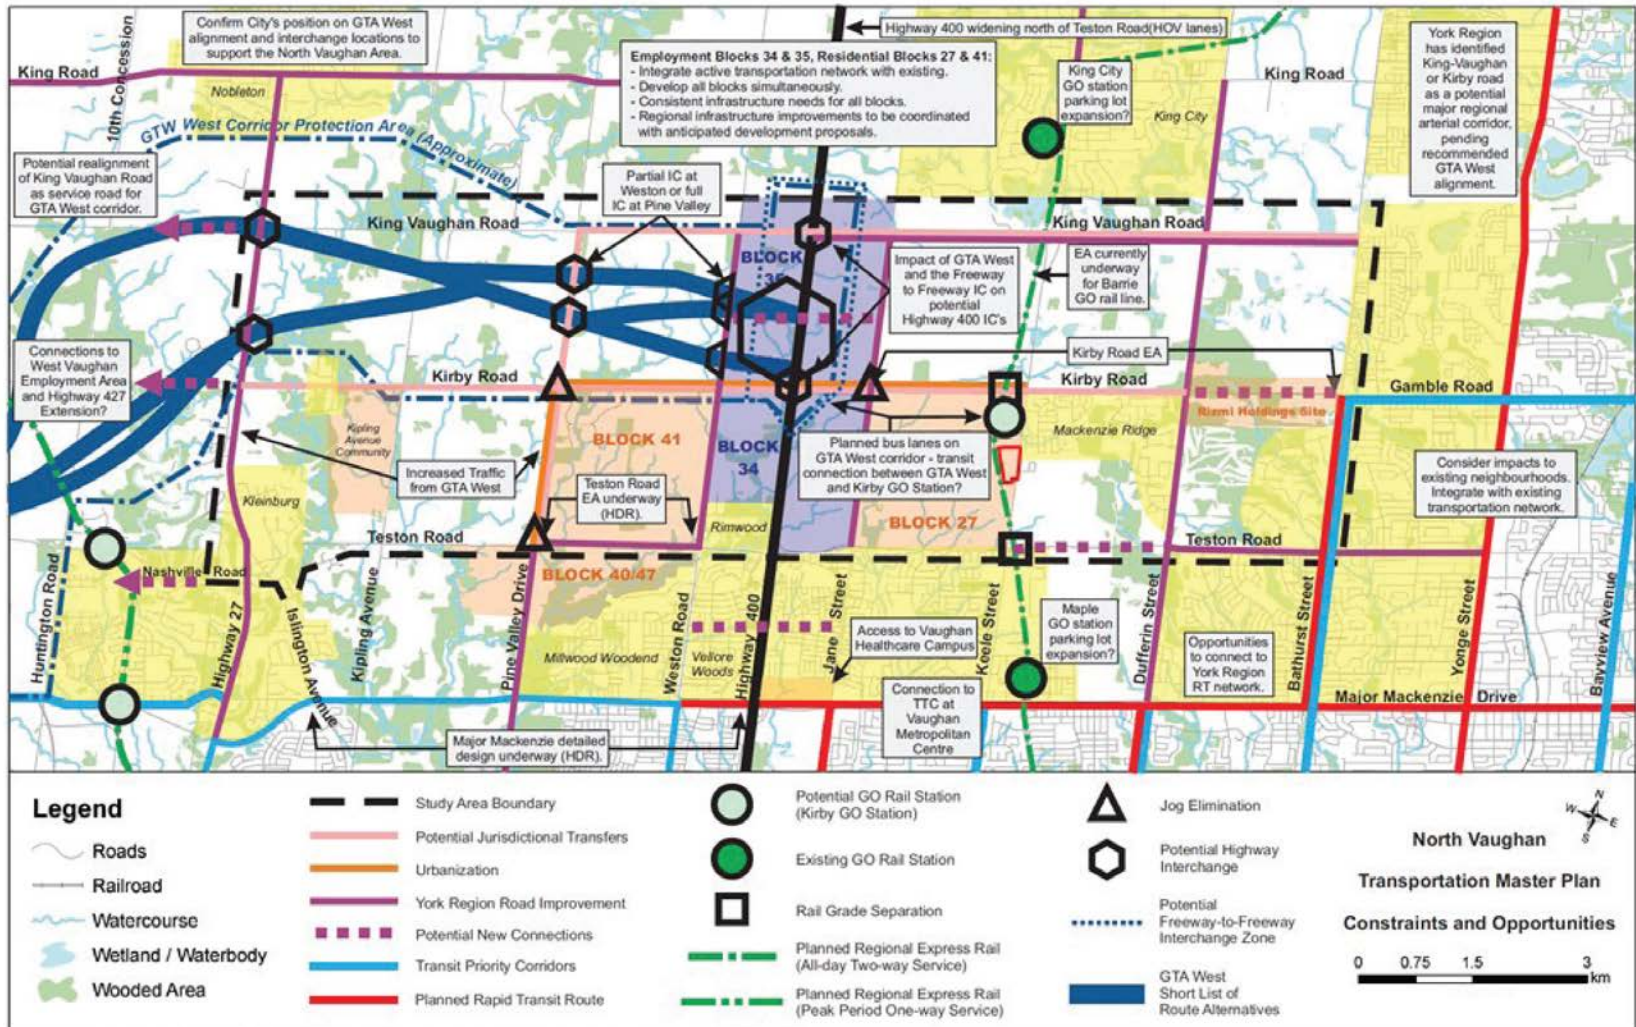 Confirm City's position on GTA West
alignment and interchange locations to
support the North Vaughan Area.
Highway 400 widening north of Teston Road(HOV lanes)
Employment Blocks 34 & 35, Residential Blocks 27 & 41:
- Integrate active transportation network with existing.
- Develop all blocks simultaneously.
- Consistent infrastructure needs for all blocks.
- Regional infrastructure improvements to be coordinated
with anticipated development proposals.
King City
GO station
parking lot
expansion?
York Region
has identified
King-Vaughan
or Kirby road
as a potential
major regional
arterial corridor,
pending
recommended
GTA West
alignment.
King Road
10th Concession
Nobleton
King Road
King City
GTW West Corridor Protection Area (Approximate)
Potential realignment
of King Vaughan Road
as service road for
GTA West corridor.
Partial IC at
Weston or full
IC at Pine Valley
King Vaughan Road
King Vaughan Road
BLOCK
35
Impact of GTA West
and the Freeway
to Freeway IC on
potential
Highway 400 IC's
EA currently
underway
for Barrie
GO rail line.
Connections to
West Vaughan
Employment Area
and Highway 427
Extension?
Kirby Road EA
Kirby Road
Kirby Road
Gamble Road
Rizmi Holdings Site
Kipling
Avenue
Community
BLOCK 41
BLOCK
34
Mackenzie Ridge
Planned bus lanes on
GTA West corridor - transit
connection between GTA West
and Kirby GO Station?
Consider impacts to
existing neighbourhoods.
Integrate with existing
transportation network.
Increased Traffic
from GTA West
Teston Road
EA underway
(HDR).
Kleinburg
Rimwood
BLOCK 27
Teston Road
Teston Road
Nashville Road
BLOCK 40/47
Huntington Road
Highway 27
Islington Avenue
Kipling Avenue
Pine Valley Drive
Millwood Woodend
Weston Road
Vellore
Woods
Highway 400
Jane Street
Access to Vaughan
Healthcare Campus
Keele Street
Maple
GO station
parking lot
expansion?
Dufferin Street
Opportunities
to connect to
York Region
RT network.
Bathurst Street
Yonge Street
Bayview Avenue
Major Mackenzie Drive
Connection to
TTC at
Vaughan
Metropolitan
Centre
Major Mackenzie detailed
design underway (HDR).
Legend
Roads
Railroad
Watercourse
Wetland / Waterbody
Wooded Area
Study Area Boundary
Potential Jurisdictional Transfers
Urbanization
York Region Road Improvement
Potential New Connections
Transit Priority Corridors
Planned Rapid Transit Route
Potential GO Rail Station
(Kirby GO Station)
Existing GO Rail Station
Rail Grade Separation
Planned Regional Express Rail
(All-day Two-way Service)
Planned Regional Express Rail
(Peak Period One-way Service)
Jog Elimination
Potential Highway
Interchange
Potential
Freeway-to-Freeway
Interchange Zone
GTA West
Short List of
Route Alternatives
N
W
E
S
North Vaughan
Transportation Master Plan
Constraints and Opportunities
0 0.75 1.5 3
km